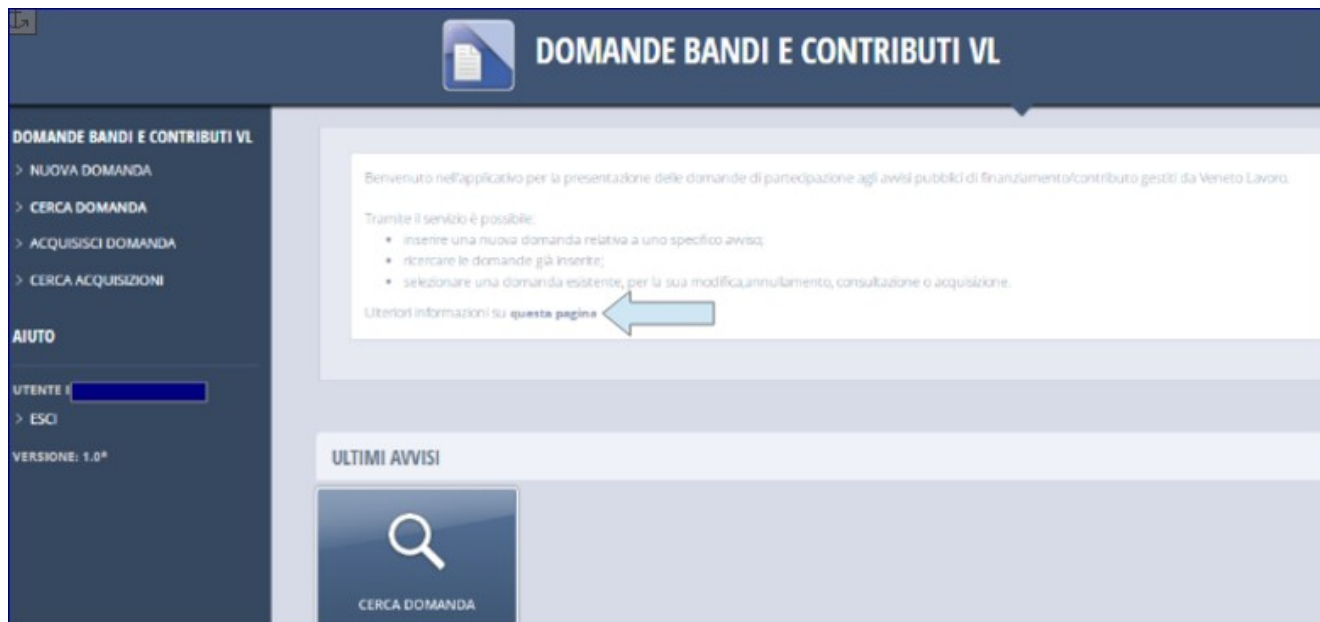 DOMANDE BANDI E CONTRIBUTI VL
DOMANDE BANDI E CONTRIBUTI VL
> NUOVA DOMANDA
> CERCA DOMANDA
> ACQUISISCI DOMANDA
> CERCA ACQUISIZIONI
AIUTO
UTENTE
> ESCI
VERSIONE: 1.0*
Benvenuto nell'applicativo per la presentazione delle domande di partecipazione agli avvisi pubblici di finanziamento/contributo gestiti da Veneto Lavoro.
Tramite il servizio è possibile:
• inserire una nuova domanda relativa a uno specifico avviso;
• ricercare le domande già inserite;
• selezionare una domanda esistente, per la sua modifica,annullamento, consultazione o acquisizione.
Ulteriori informazioni su questa pagina
ULTIMI AVVISI
CERCA DOMANDA